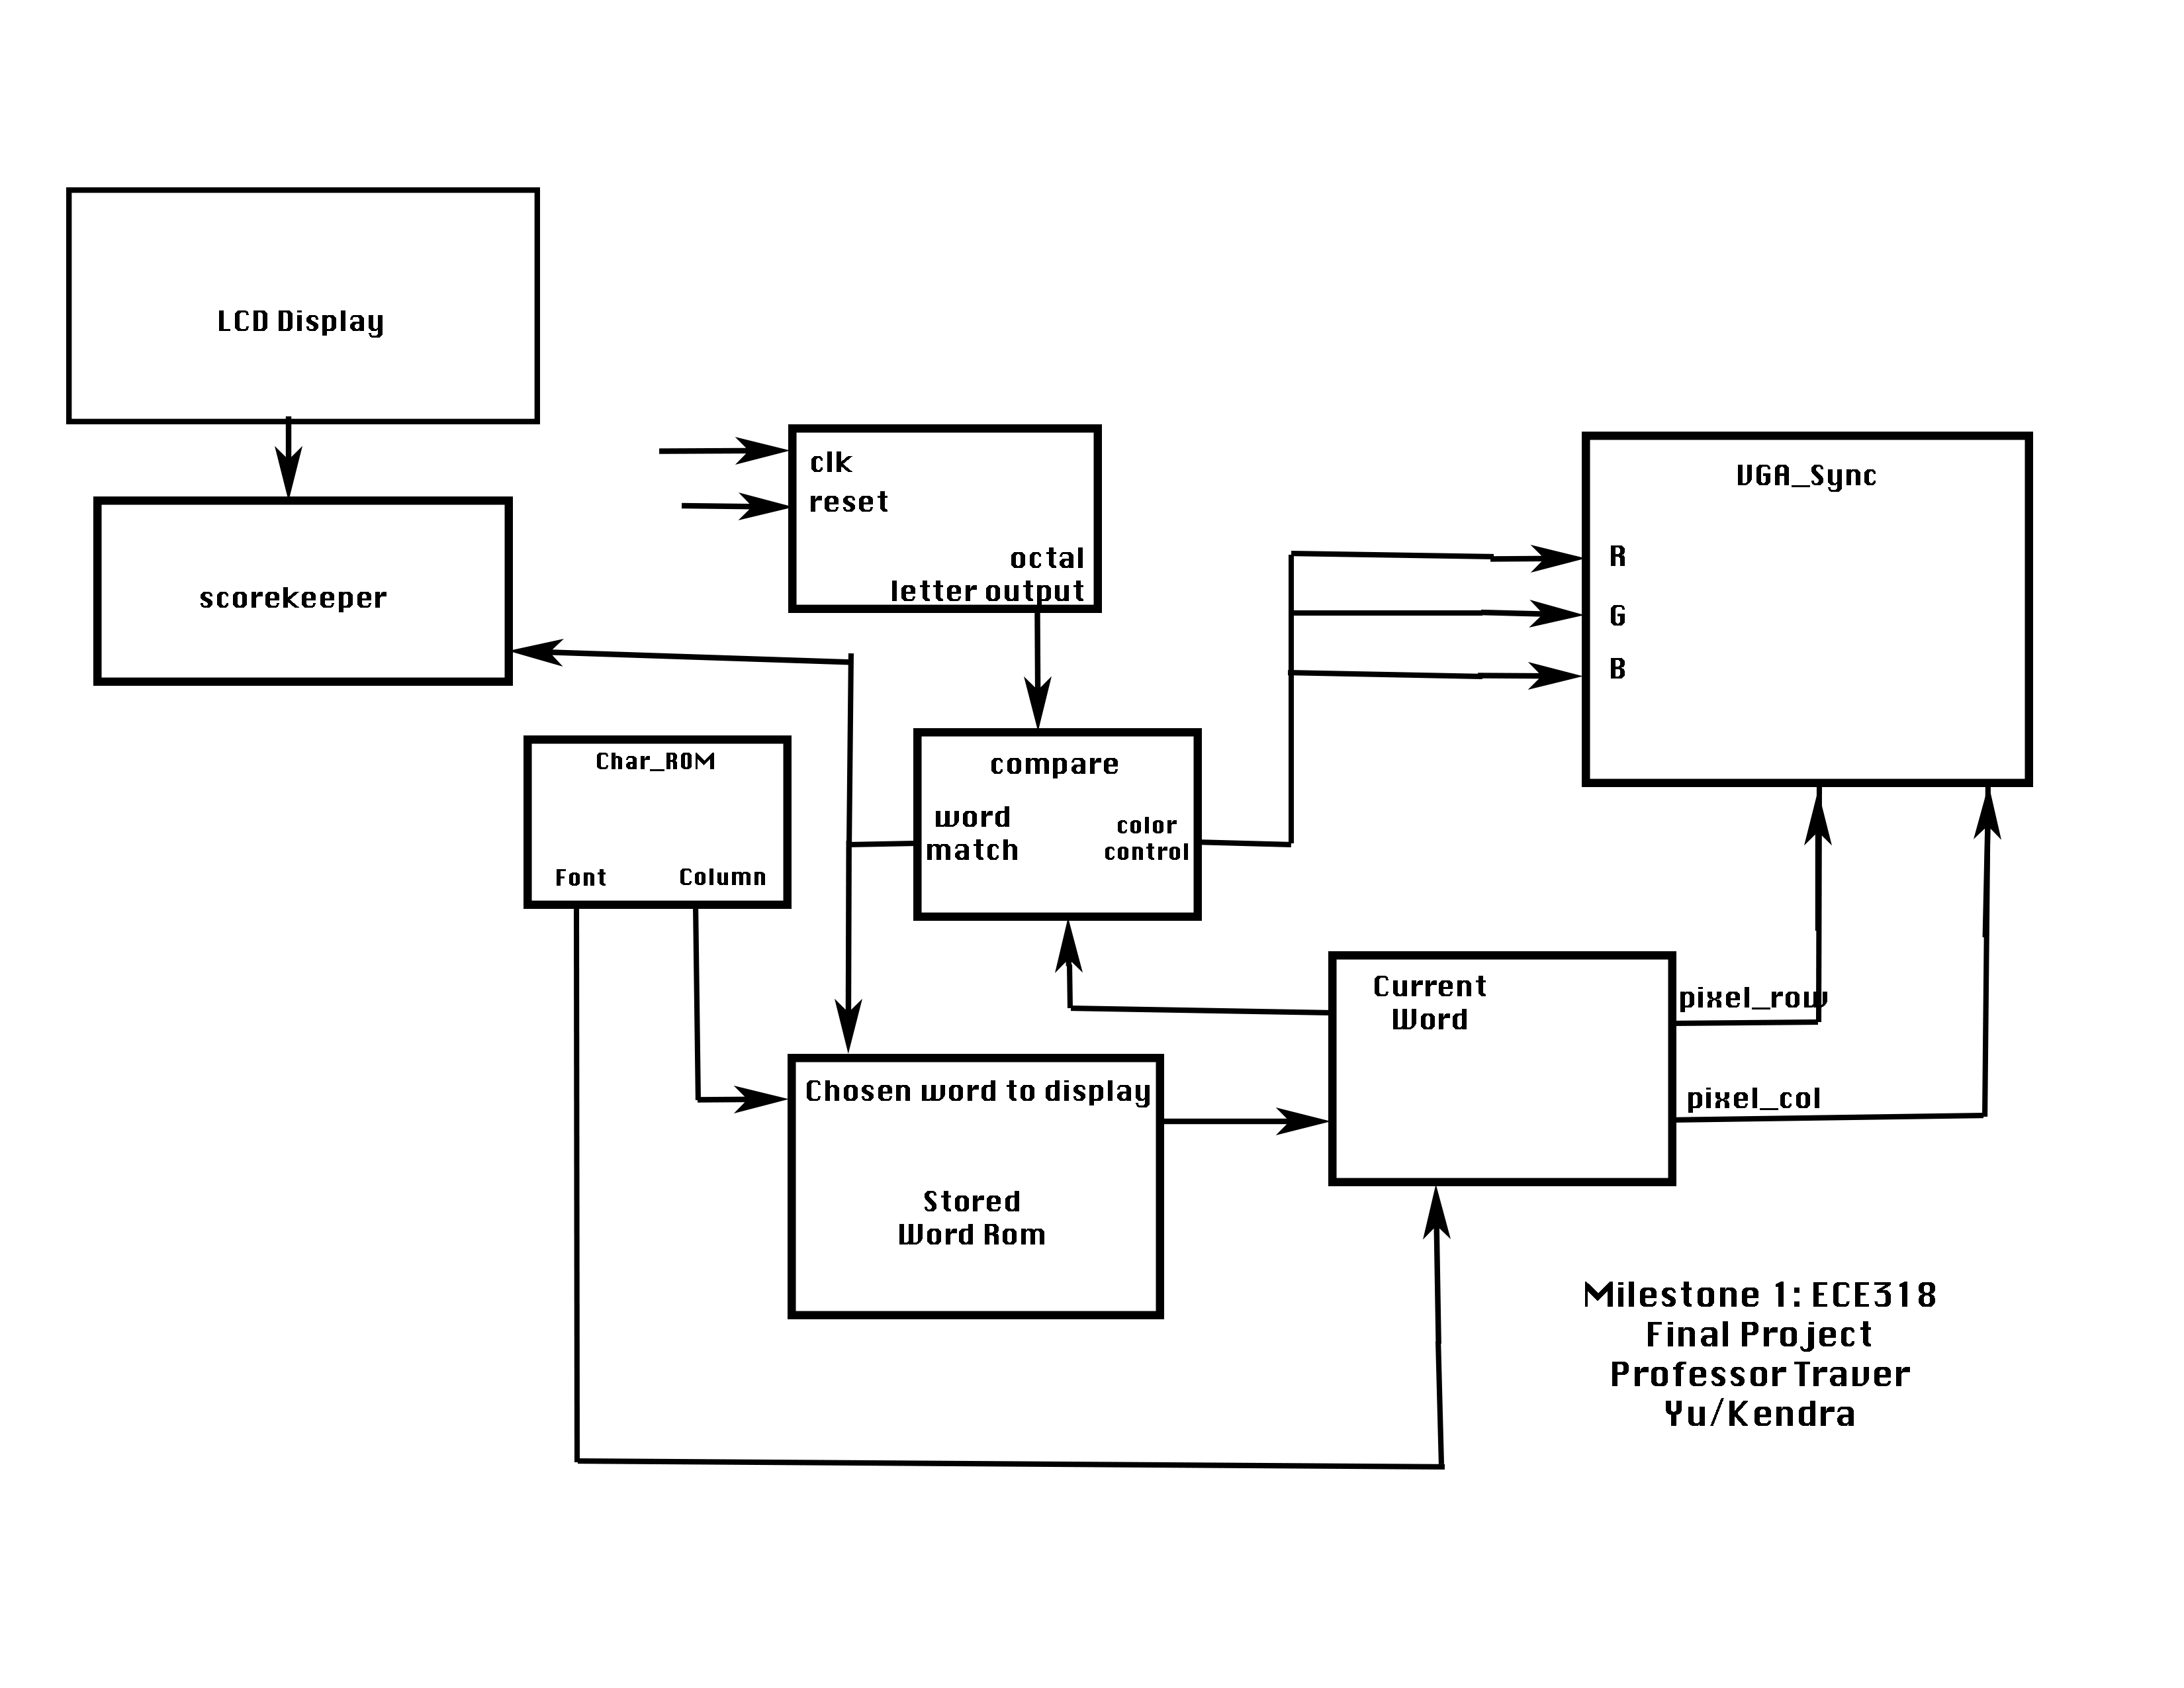 LCD Display
scorekeeper
clk
reset
octal
letter output
VGA_Sync
R
G
B
Char_ROM
Font
Column
compare
word
match
color
control
Current
Word
pixel_row
pixel_col
Chosen word to display
Stored
Word Rom
Milestone 1: ECE318
Final Project
Professor Traver
Yu/Kendra